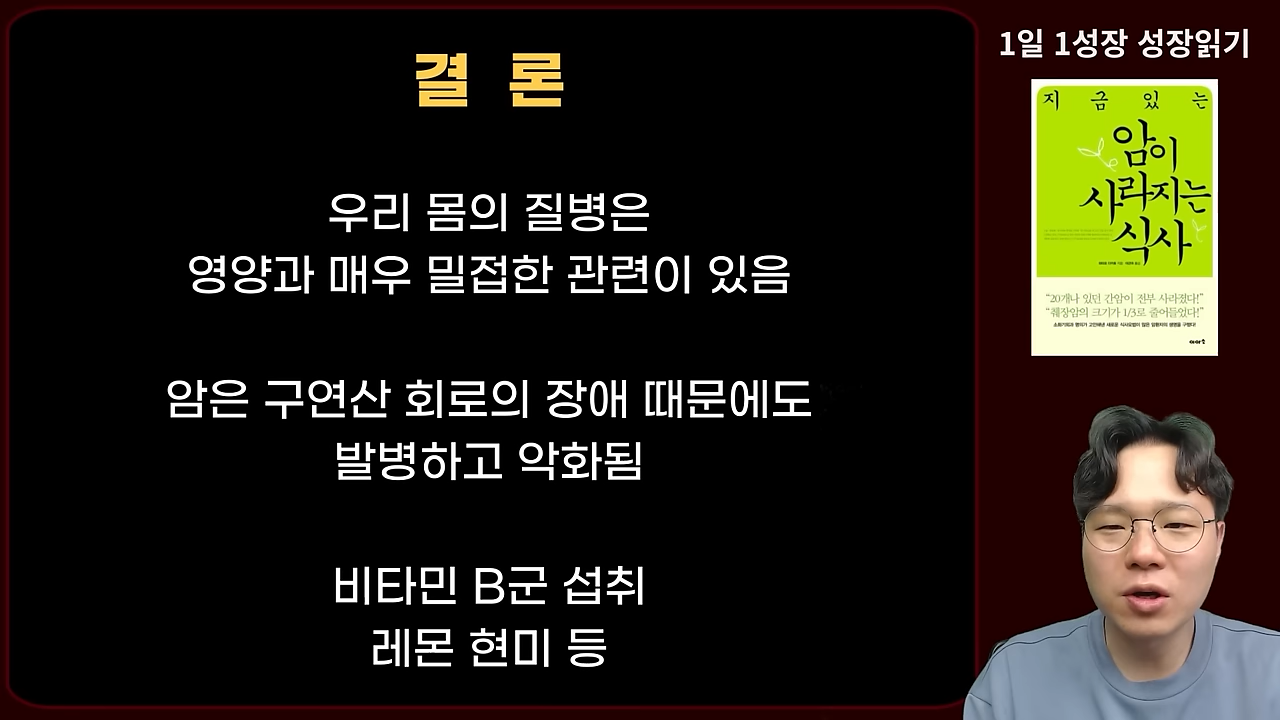 결 론
우리 몸의 질병은
영양과 매우 밀접한 관련이 있음
암은 구연산 회로의 장애 때문에도
발병하고 악화됨
비타민 B군 섭취
레몬 현미 등
1일 1성장 성장읽기
지금있는
암이
사라지는
식사
“20개나 있던 간암이 전부 사라졌다!”
“췌장암의 크기가 1/3로 줄어들었다!”